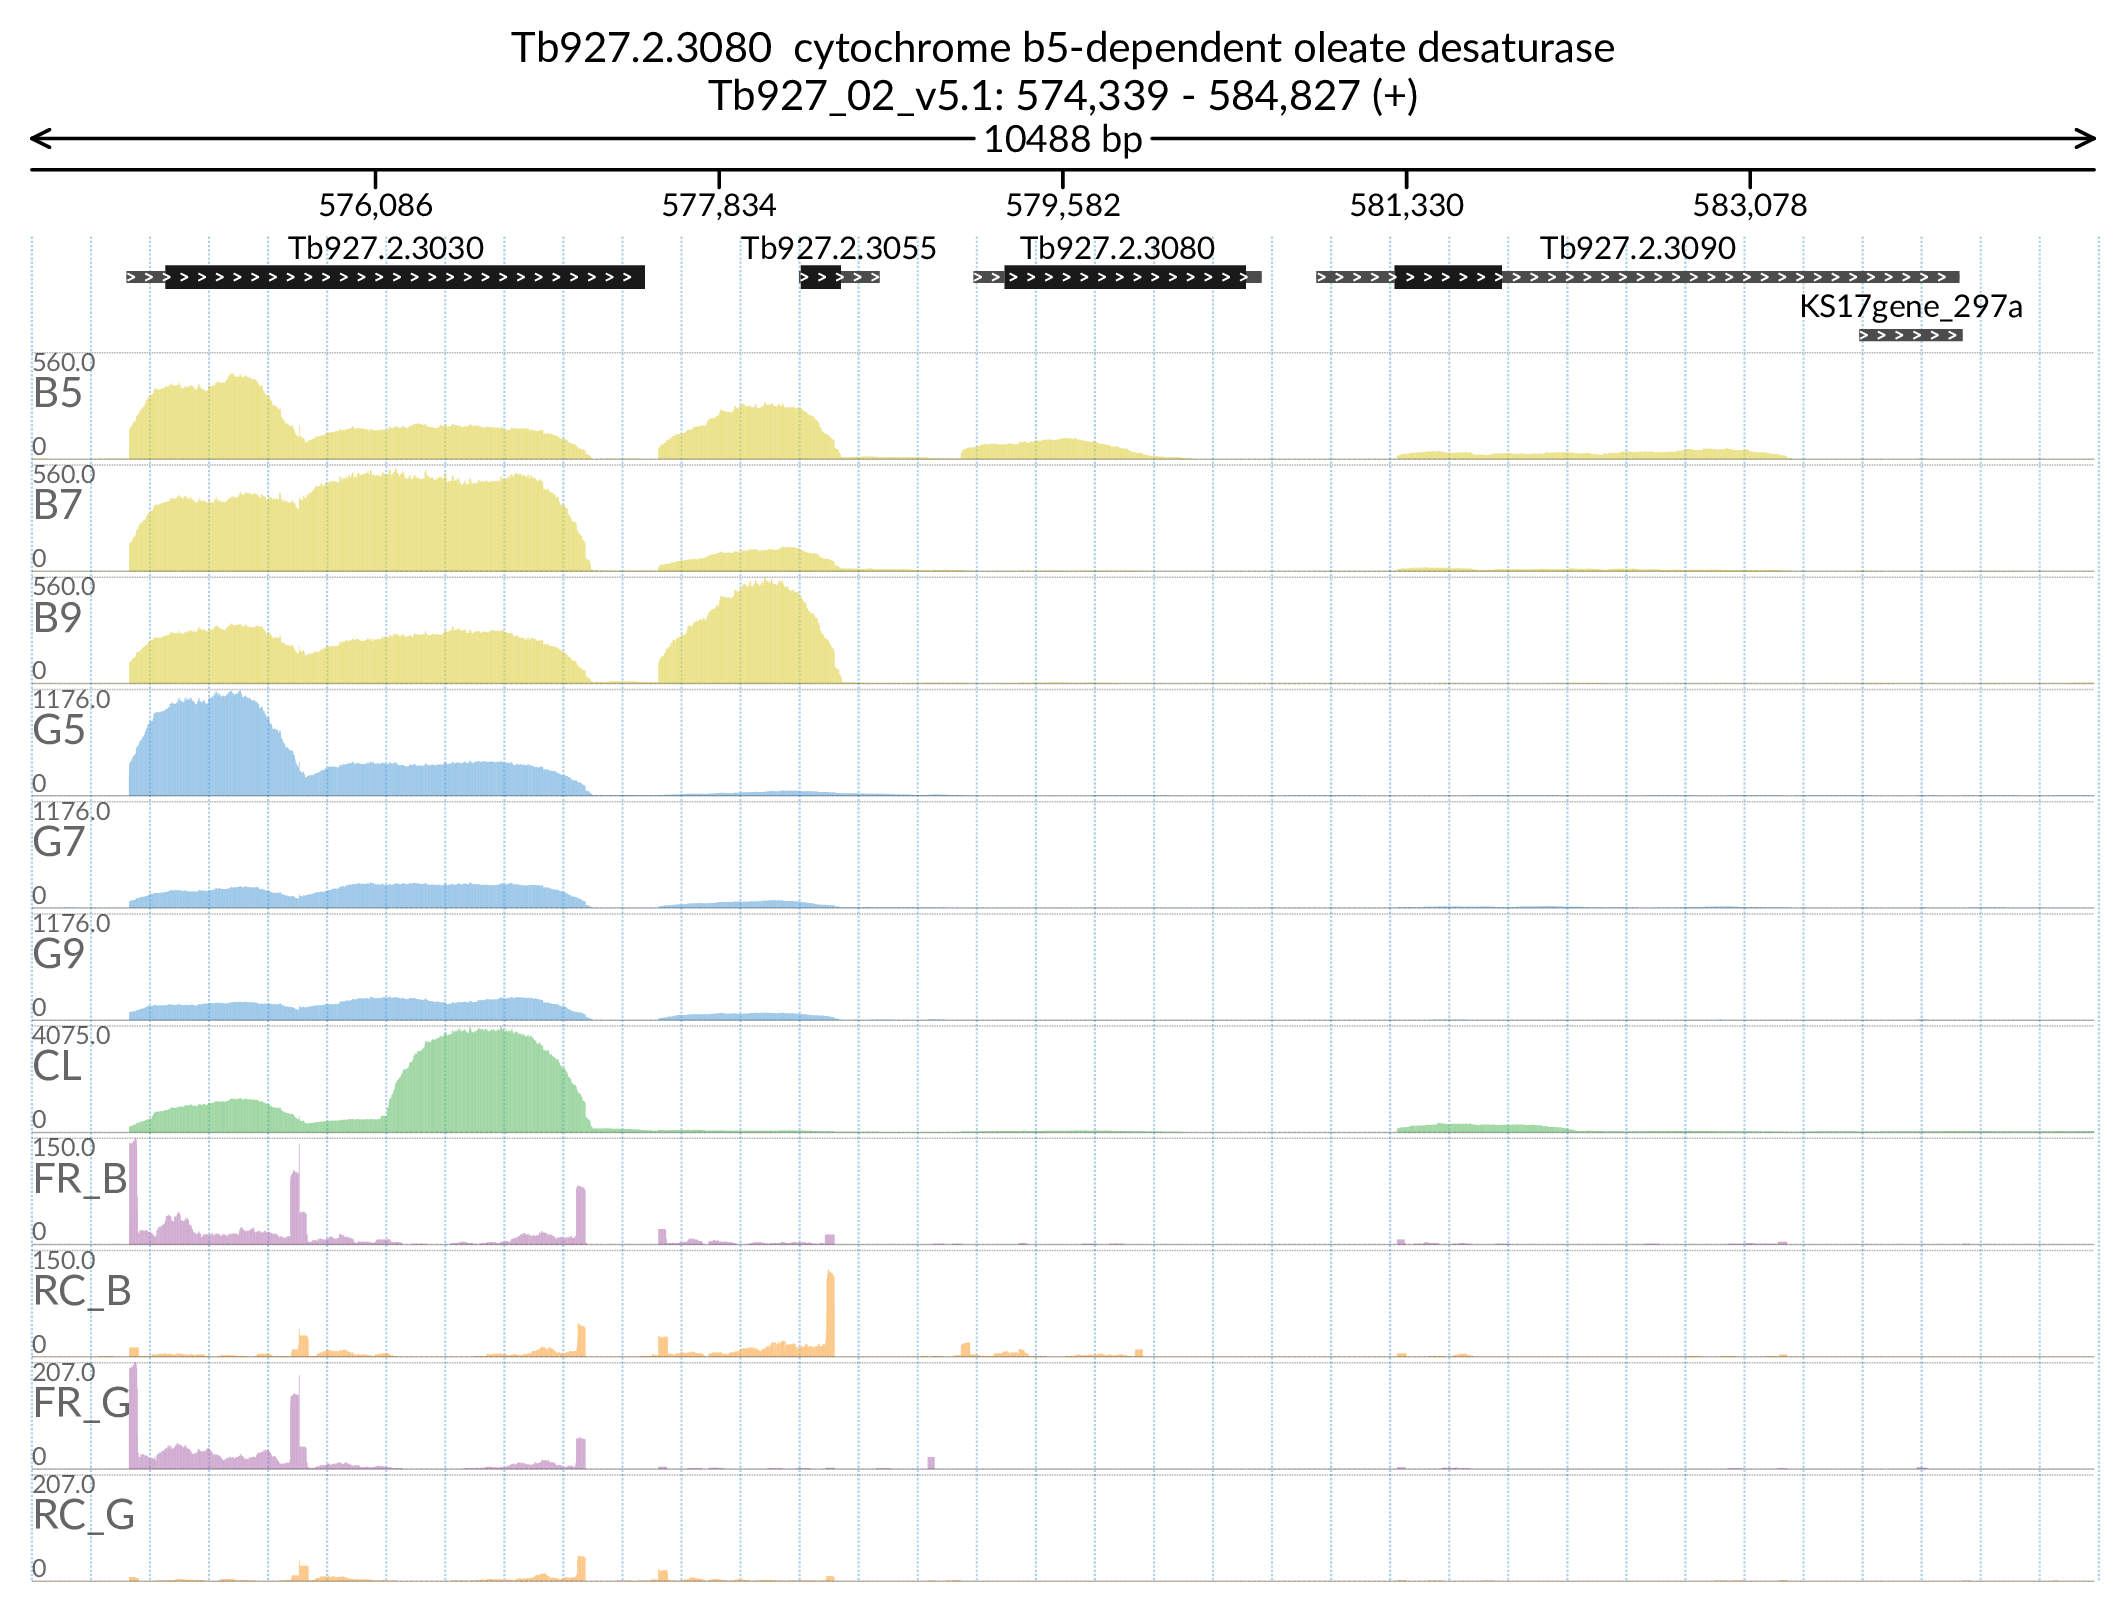 Tb927.2.3080 cytochrome b5-dependent oleate desaturase
Tb927_02_v5.1: 574,339 - 584,827 (+)
10488 bp
576,086 577,834 579,582 581,330 583,078
Tb927.2.3030 Tb927.2.3055 Tb927.2.3080 Tb927.2.3090
KS17gene_297a
560.0
B5
0
560.0
B7
0
560.0
B9
0
1176.0
G5
0
1176.0
G7
0
1176.0
G9
0
4075.0
CL
0
150.0
FR_B
0
150.0
RC_B
0
207.0
FR_G
0
207.0
RC_G
0